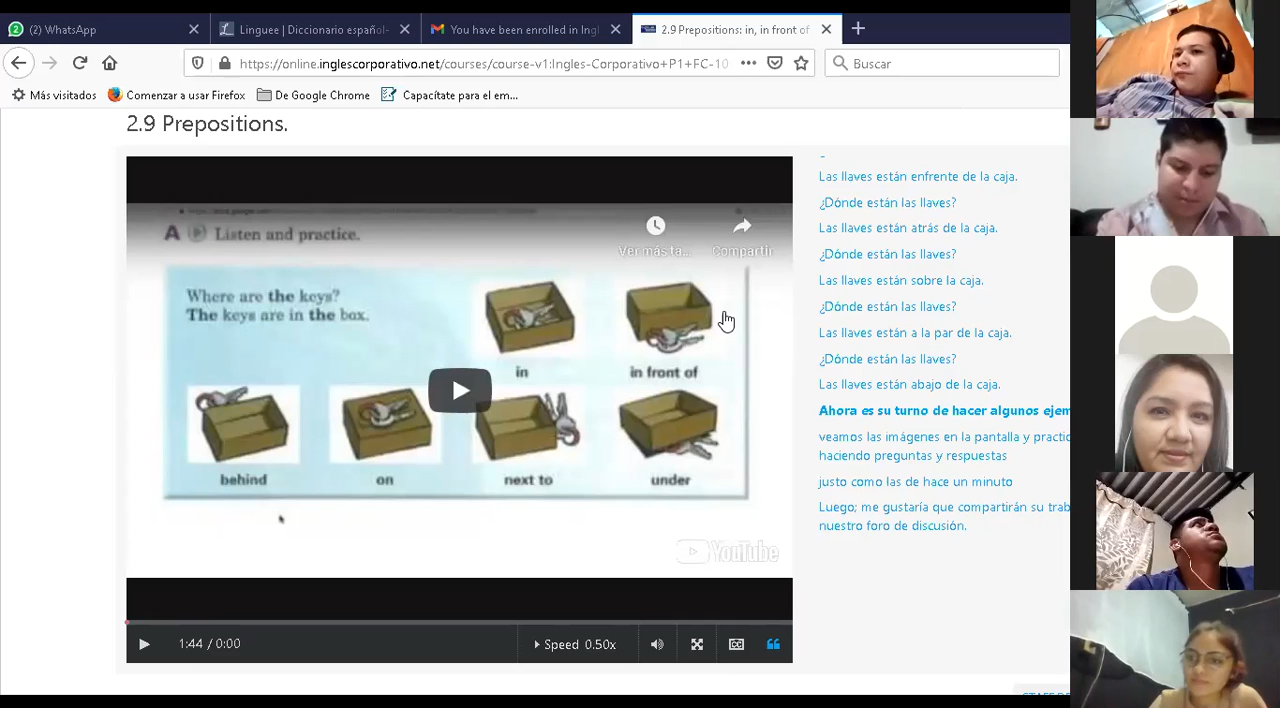 (2) WhatsApp
Linguee | Diccionario español-
You have been enrolled in Ingl
2.9 Prepositions: in, in front of
https://online.inglescorporativo.net/courses/course-v1:Ingles-Corporativo+P1+FC-10
Buscar
Más visitados
Comenzar a usar Firefox
De Google Chrome
Capacítate para el em...
2.9 Prepositions.
A Listen and practice.
Ver más ta...
Compartir
Where are the keys?
The keys are in the box.
in
in front of
behind
on
next to
under
YouTube
1:44 / 0:00
Speed 0.50x
Las llaves están enfrente de la caja.
¿Dónde están las llaves?
Las llaves están atrás de la caja.
¿Dónde están las llaves?
Las llaves están sobre la caja.
¿Dónde están las llaves?
Las llaves están a la par de la caja.
¿Dónde están las llaves?
Las llaves están abajo de la caja.
Ahora es su turno de hacer algunos ejem
veamos las imágenes en la pantalla y practic
haciendo preguntas y respuestas
justo como las de hace un minuto
Luego; me gustaría que compartirán su trab
nuestro foro de discusión.